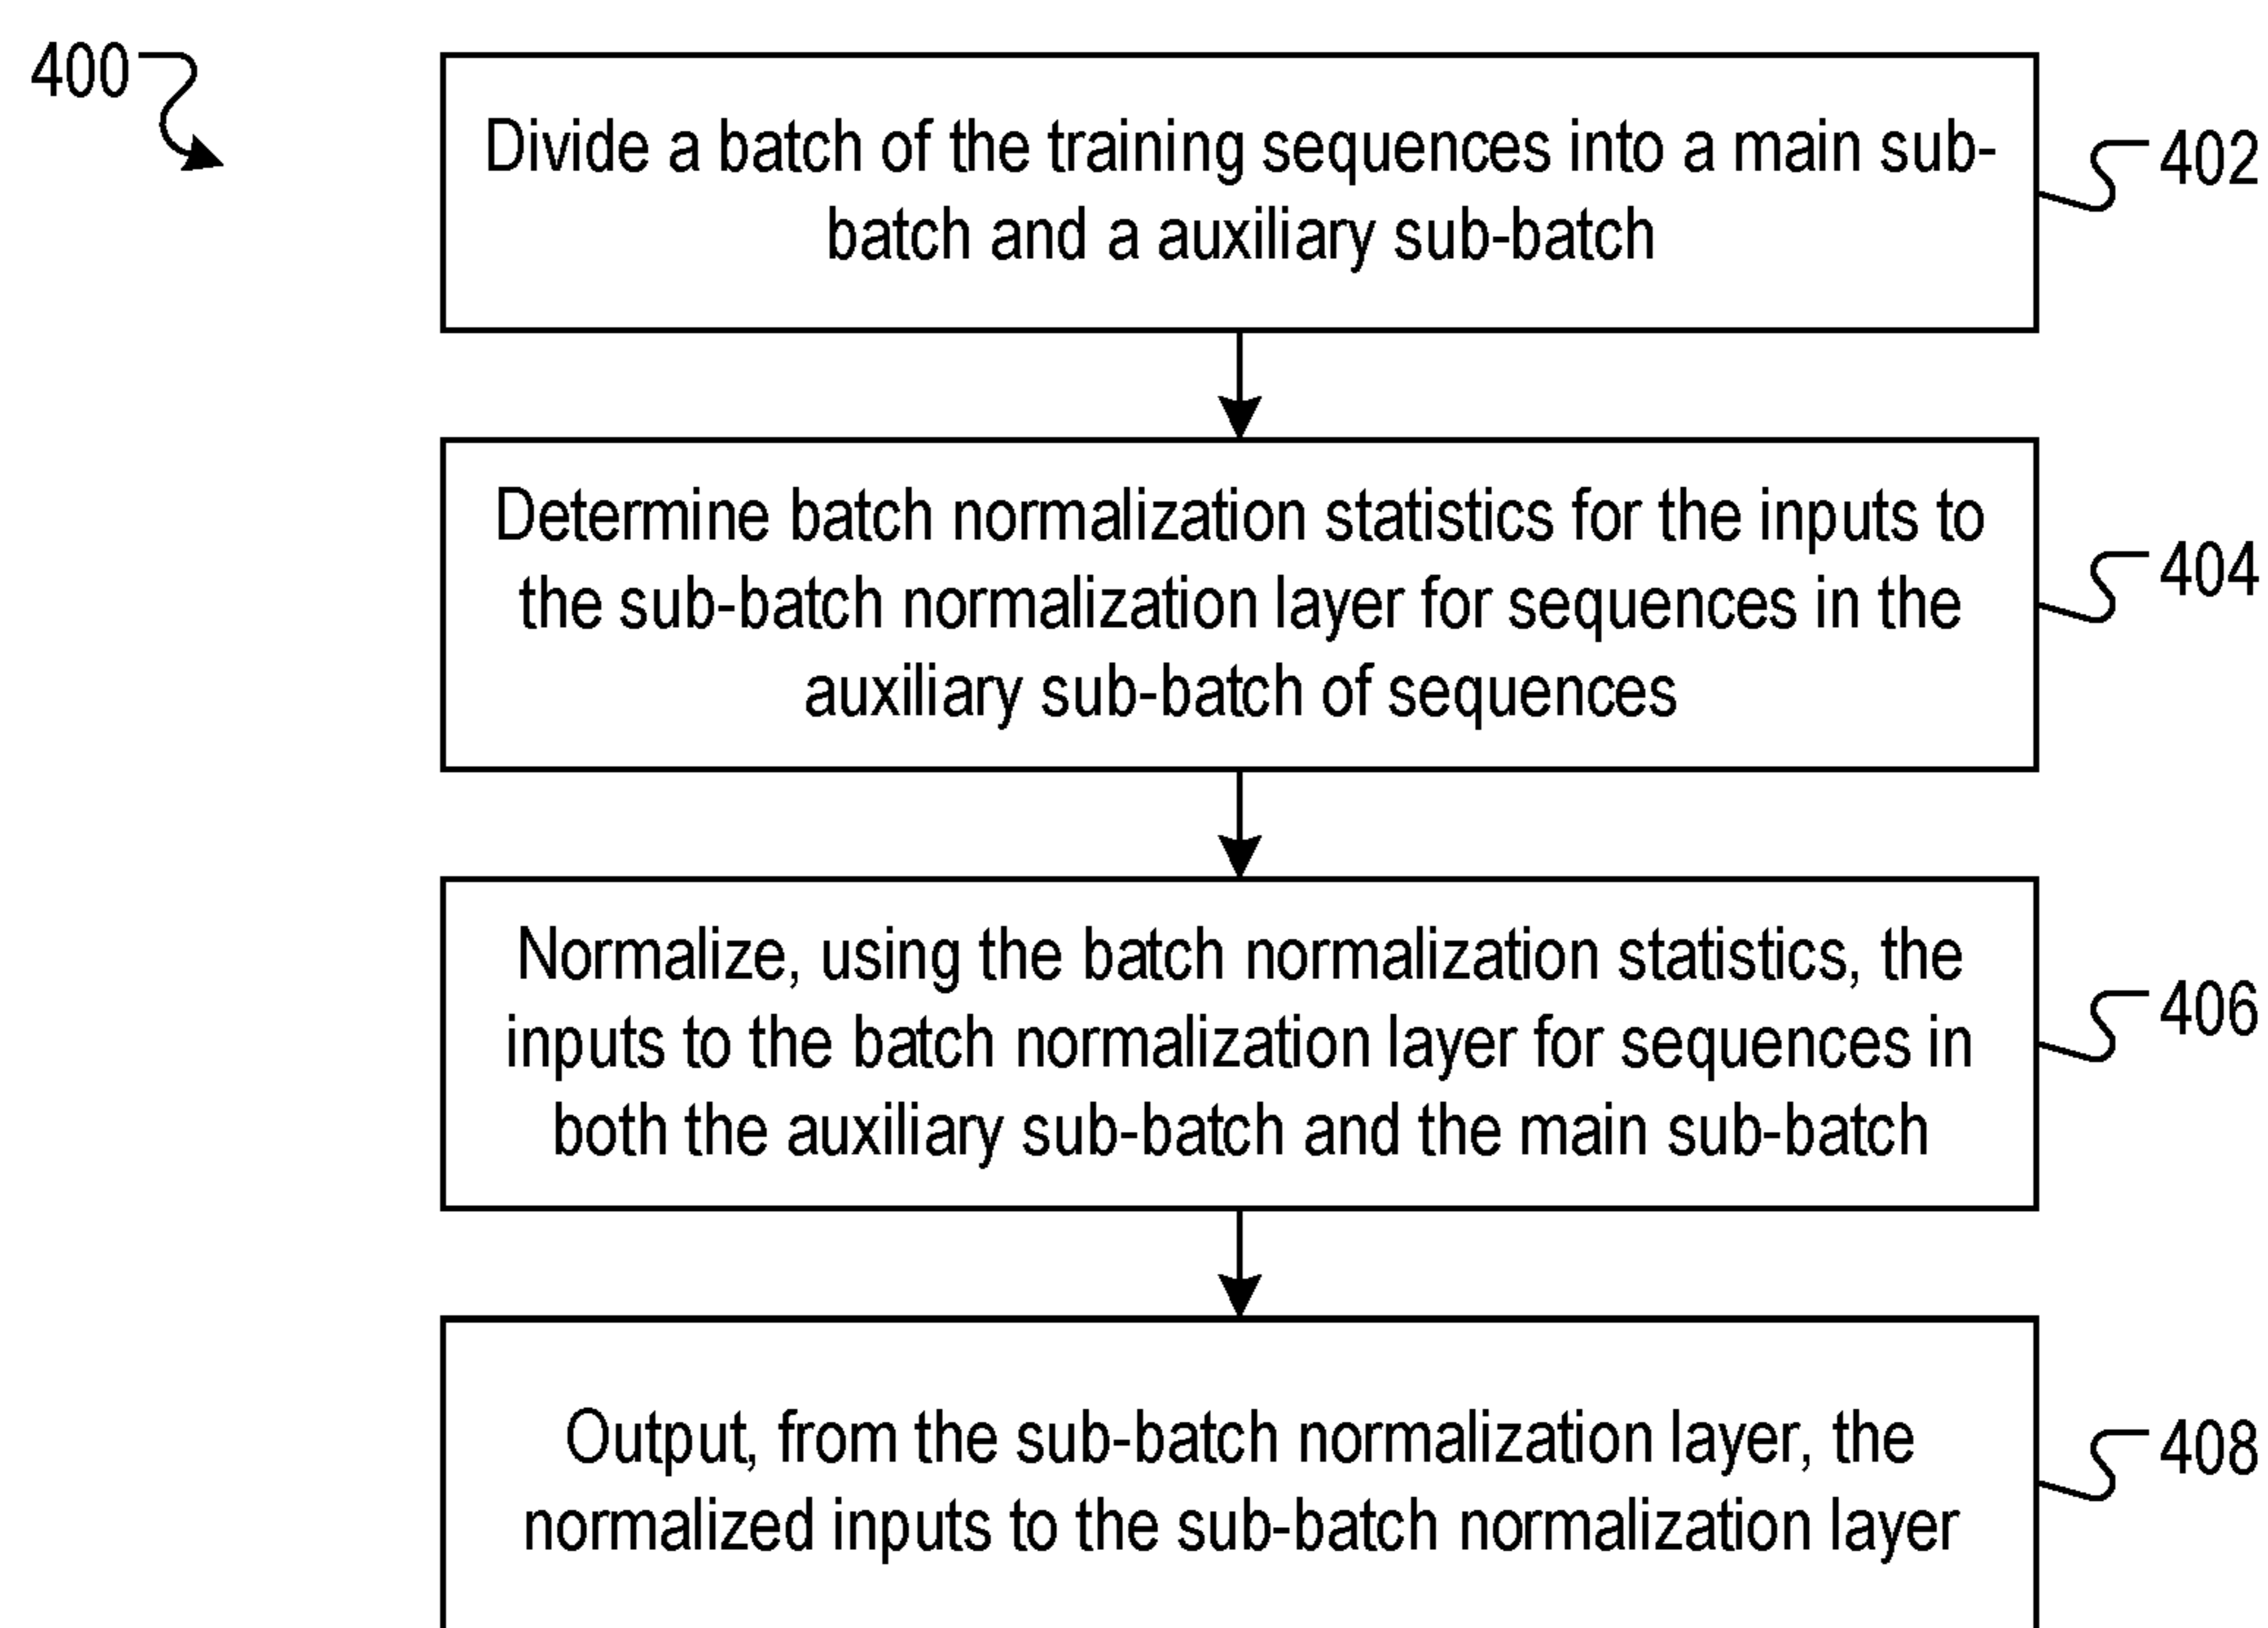 400
Divide a batch of the training sequences into a main sub-
batch and a auxiliary sub-batch
402
Determine batch normalization statistics for the inputs to
the sub-batch normalization layer for sequences in the
auxiliary sub-batch of sequences
404
Normalize, using the batch normalization statistics, the
inputs to the batch normalization layer for sequences in
both the auxiliary sub-batch and the main sub-batch
406
Output, from the sub-batch normalization layer, the
normalized inputs to the sub-batch normalization layer
408